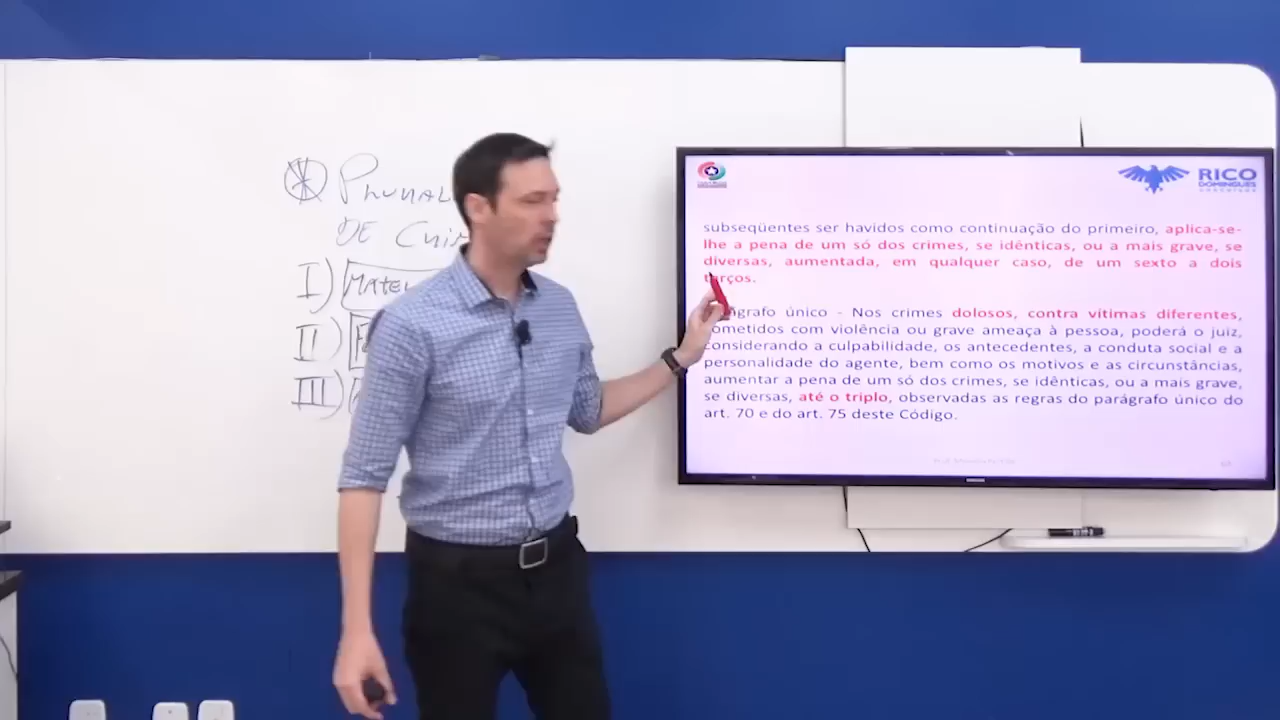 PLURAL
DE CRIM
I) MATE
II)
III)
RICO
DOMINGUES
subseqüentes ser havidos como continuação do primeiro, aplica-se-
lhe a pena de um só dos crimes, se idênticas, ou a mais grave, se
diversas, aumentada, em qualquer caso, de um sexto a dois
terços.
ágrafo único - Nos crimes dolosos, contra vítimas diferentes,
cometidos com violência ou grave ameaça à pessoa, poderá o juiz,
considerando a culpabilidade, os antecedentes, a conduta social e a
personalidade do agente, bem como os motivos e as circunstâncias,
aumentar a pena de um só dos crimes, se idênticas, ou a mais grave,
se diversas, até o triplo, observadas as regras do parágrafo único do
art. 70 e do art. 75 deste Código.